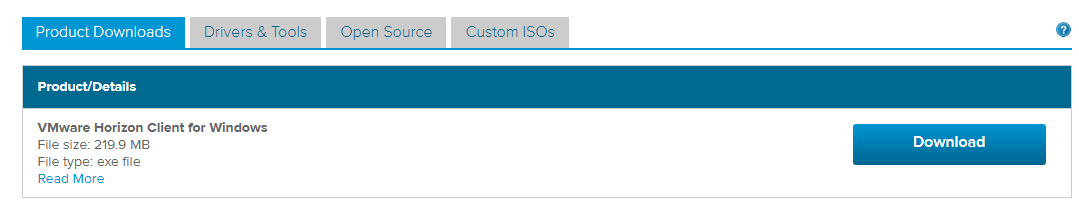 Product Downloads
Drivers & Tools
Open Source
Custom ISOs
?
Product/Details
VMware Horizon Client for Windows
File size: 219.9 MB
File type: exe file
Read More
Download